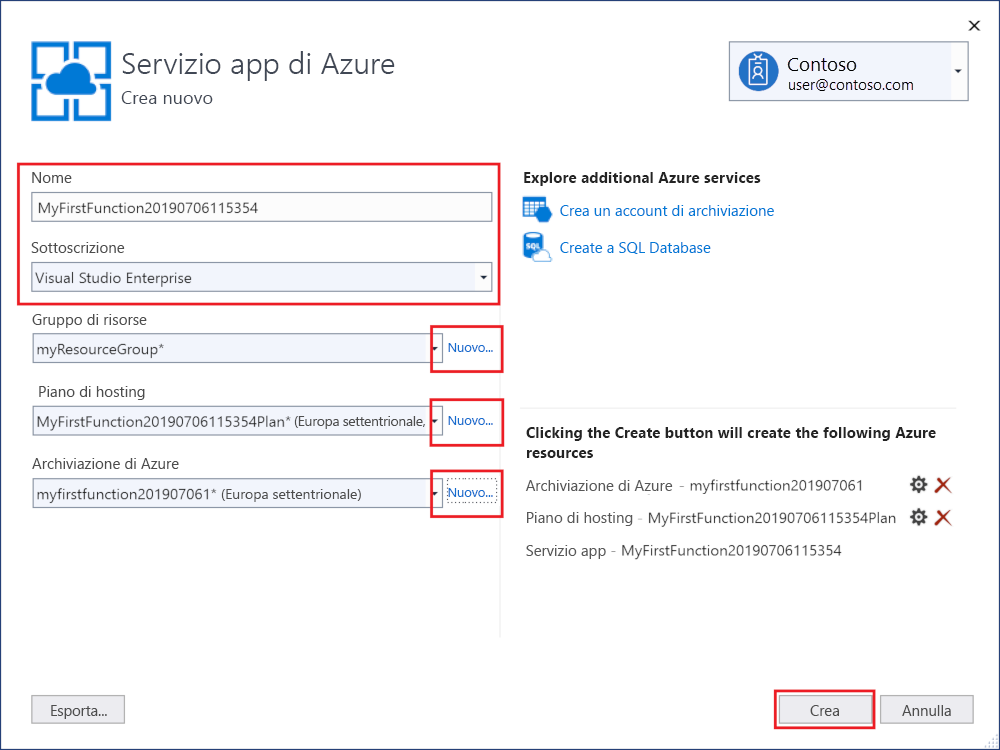 Servizio app di Azure
Crea nuovo
Contoso
user@contoso.com
Nome
MyFirstFunction20190706115354
Sottoscrizione
Visual Studio Enterprise
Gruppo di risorse
myResourceGroup*
Nuovo...
Piano di hosting
MyFirstFunction20190706115354Plan* (Europa settentrionale,
Nuovo...
Archiviazione di Azure
myfirstfunction201907061* (Europa settentrionale)
Nuovo...
Explore additional Azure services
Crea un account di archiviazione
SQL
Create a SQL Database
Clicking the Create button will create the following Azure
resources
Archiviazione di Azure - myfirstfunction201907061
Piano di hosting - MyFirstFunction20190706115354Plan
Servizio app - MyFirstFunction20190706115354
Esporta...
Crea
Annulla